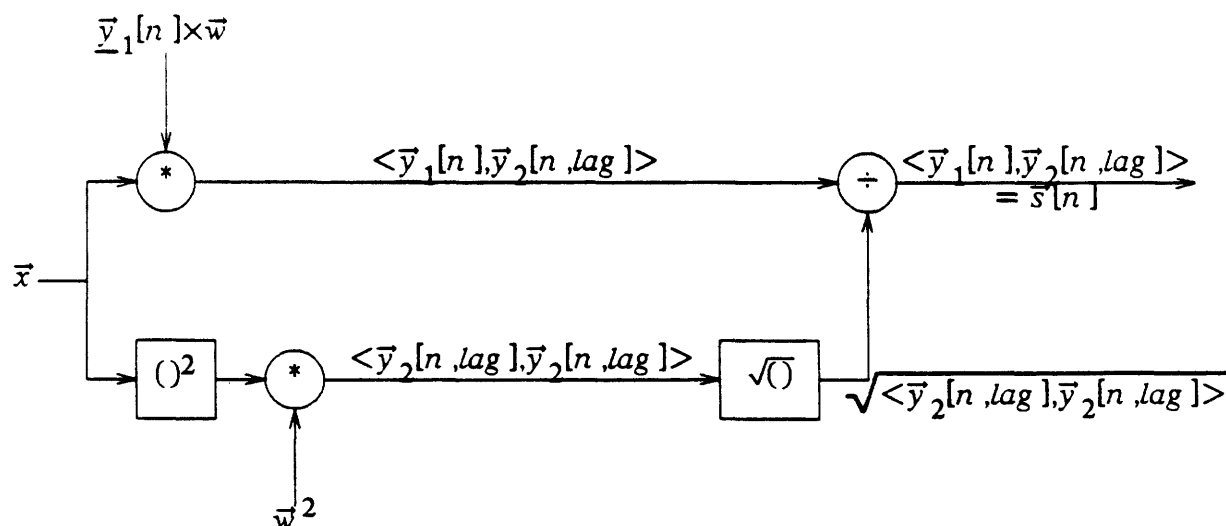 y̲⃗₁[n]×w⃗
*
<y⃗₁[n],y⃗₂[n,lag]>
÷
<y⃗₁[n],y⃗₂[n,lag]>
= s⃗[n]
x⃗
()²
*
<y⃗₂[n,lag],y⃗₂[n,lag]>
√()
√<y⃗₂[n,lag],y⃗₂[n,lag]>
w⃗²